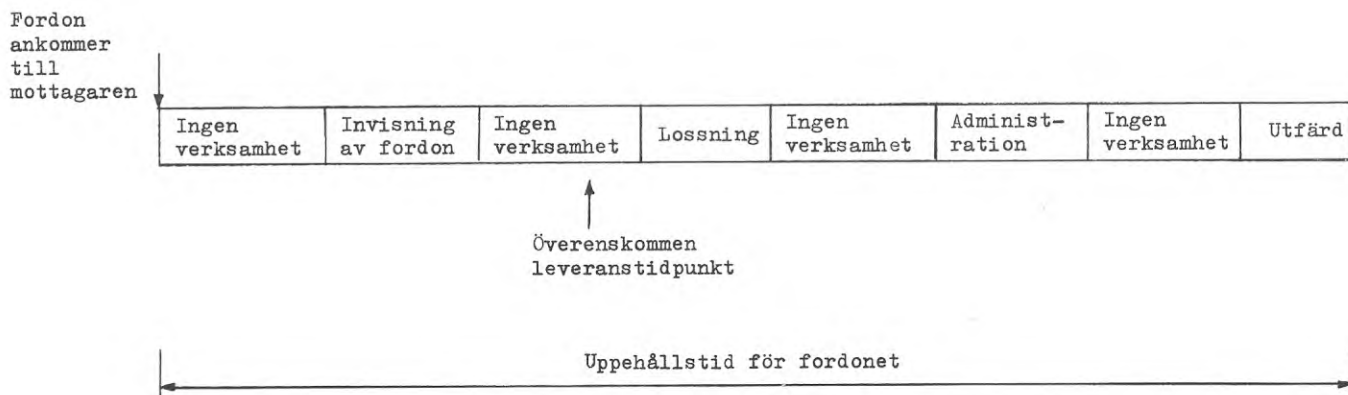 Fordon
ankommer
till
mottagaren
Ingen
verksamhet
Invisning
av fordon
Ingen
verksamhet
Lossning
Ingen
verksamhet
Administ-
ration
Ingen
verksamhet
Utfärd
Överenskommen
leveranstidpunkt
Uppehållstid för fordonet